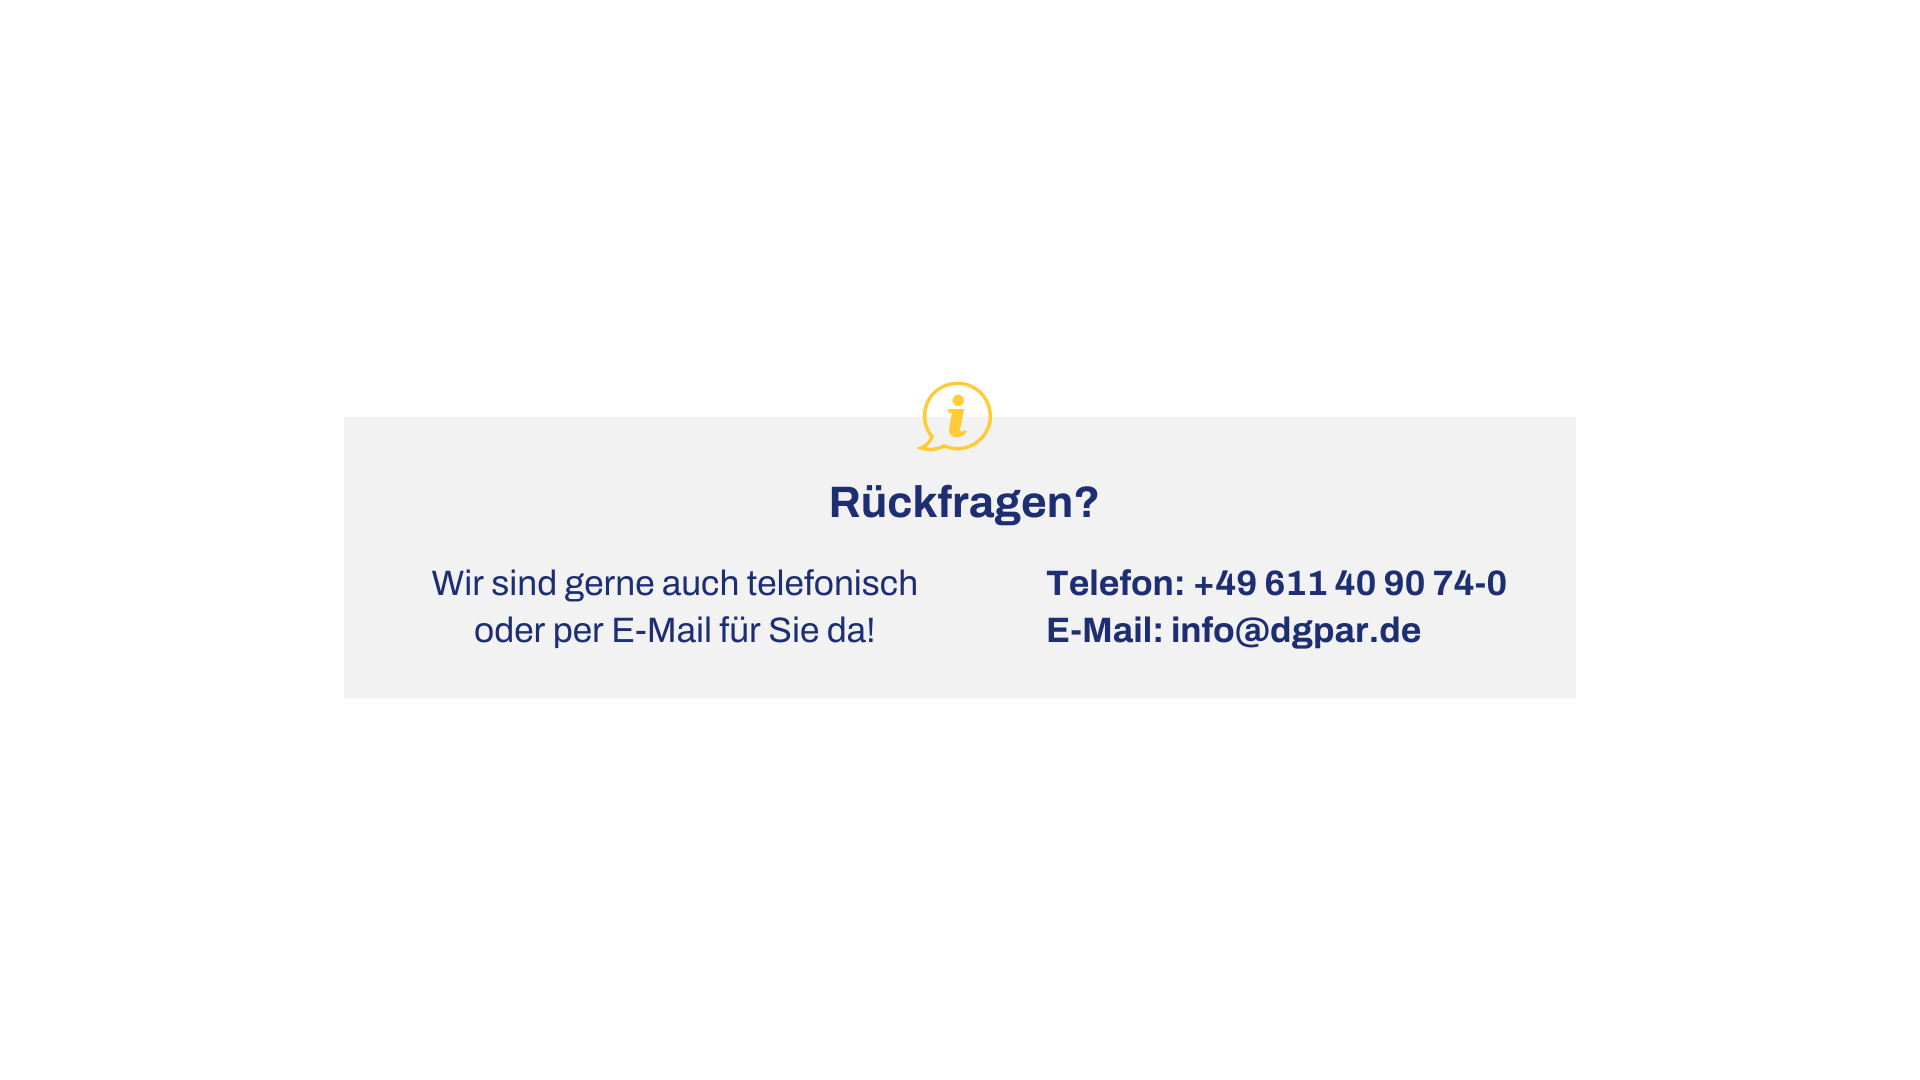 i
Rückfragen?
Wir sind gerne auch telefonisch
oder per E-Mail für Sie da!
Telefon: +49 611 40 90 74-0
E-Mail: info@dgpar.de